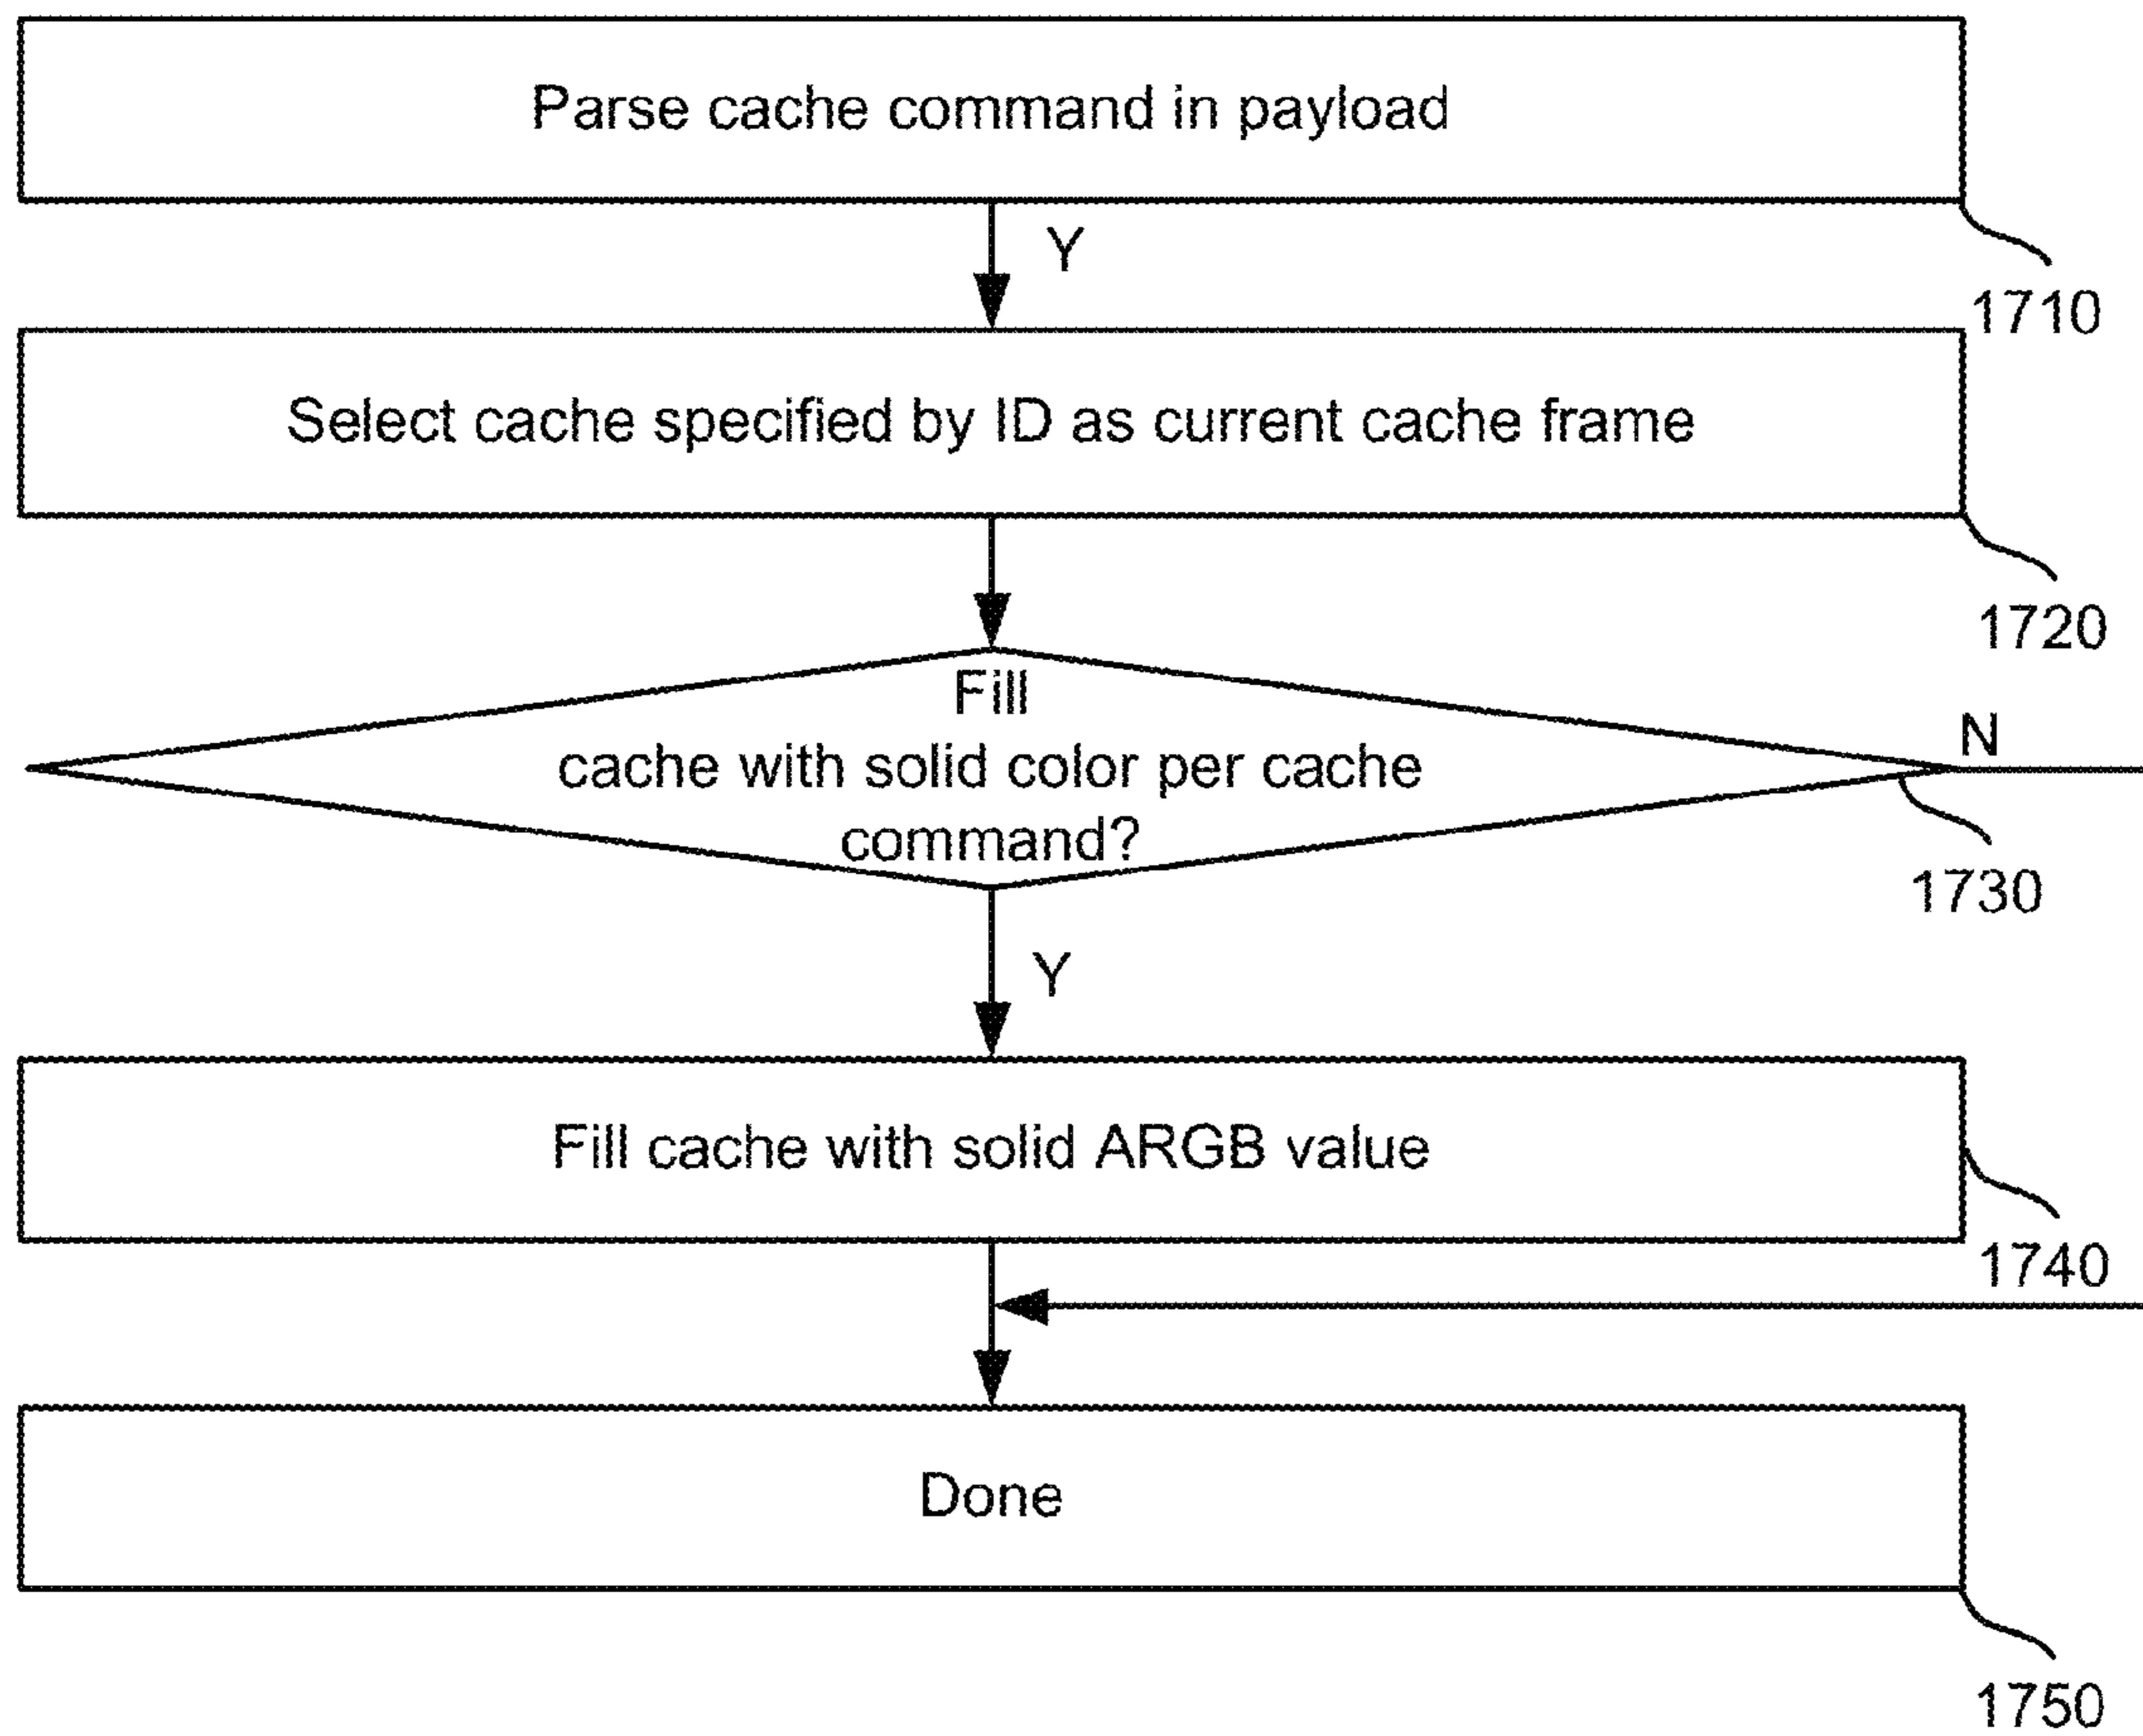 Parse cache command in payload
Y
1710
Select cache specified by ID as current cache frame
1720
Fill
cache with solid color per cache
command?
N
1730
Y
Fill cache with solid ARGB value
1740
Done
1750